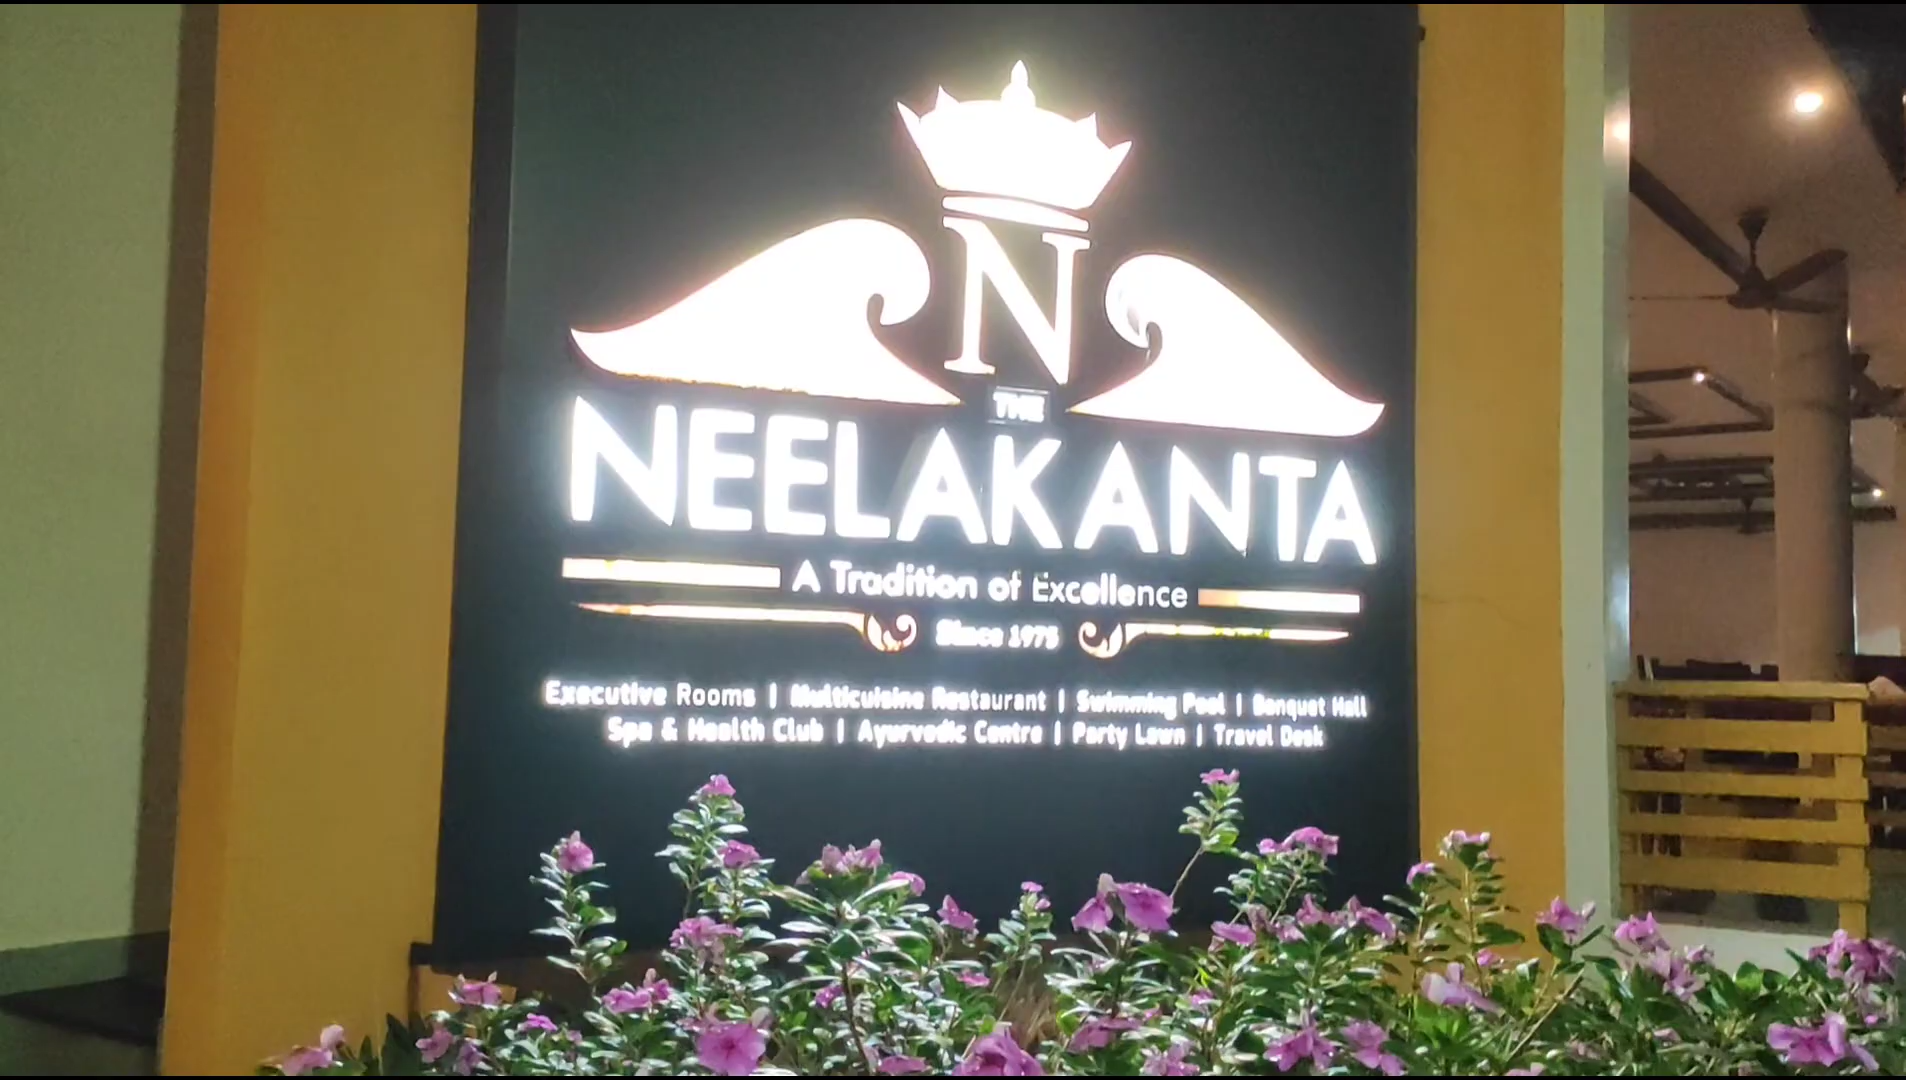 N
THE
NEELAKANTA
A Tradition of Excellence
Since 1975
Executive Rooms | Multicuisine Restaurant | Swimming Pool | Banquet Hall
Spa & Health Club | Ayurvedic Centre | Party Lawn | Travel Desk